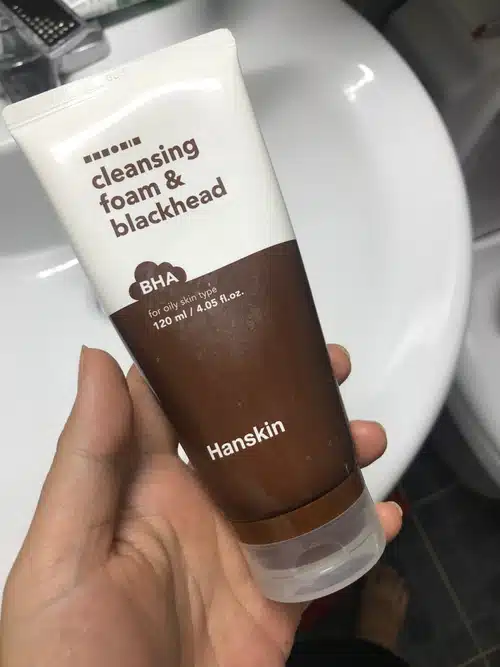 cleansing
foam &
blackhead
BHA
for oily skin type
120 ml / 4.05 fl.oz.
Hanskin